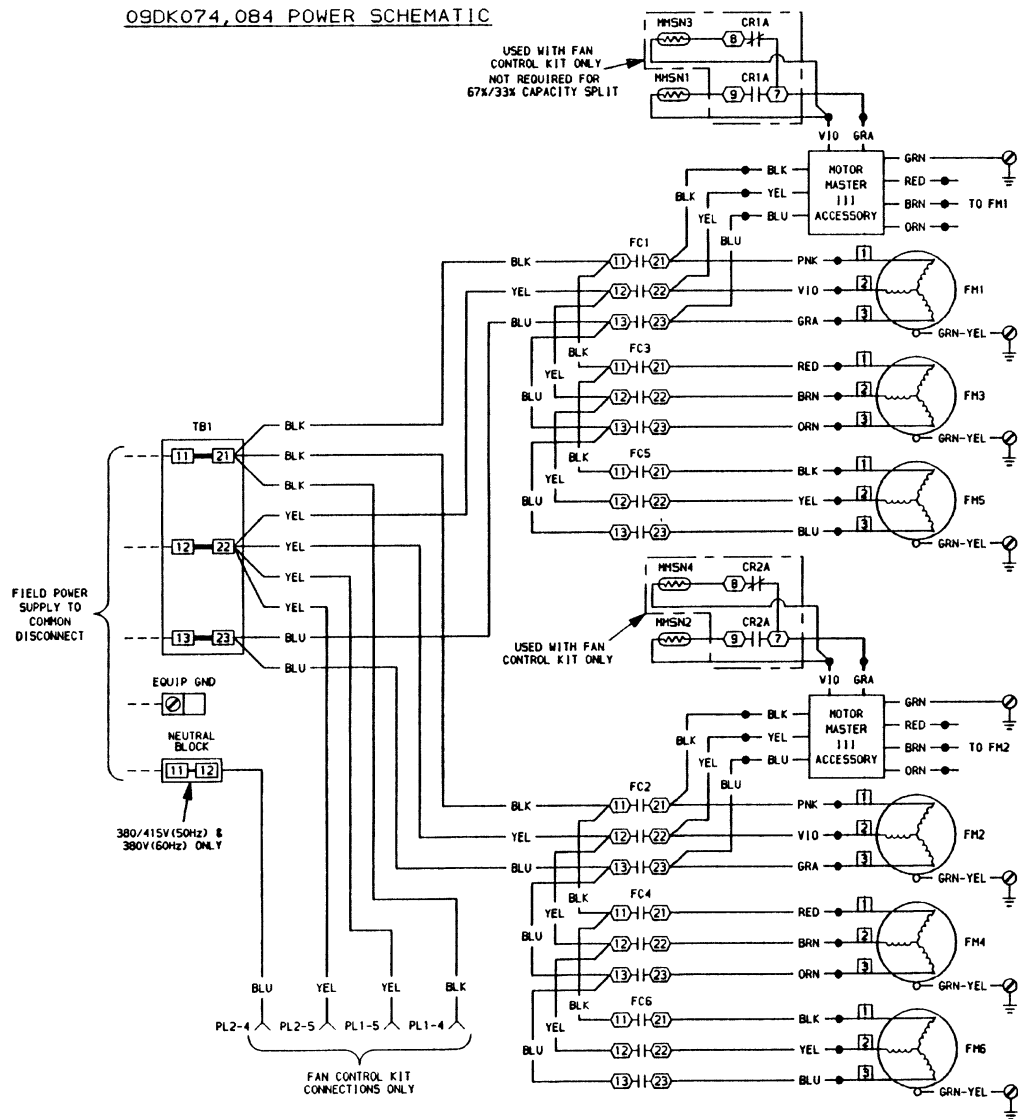 09DK074,084 POWER SCHEMATIC
MMSN3
8
CR1A
USED WITH FAN
CONTROL KIT ONLY
NOT REQUIRED FOR
67%/33% CAPACITY SPLIT
MMSN1
9
CR1A
7
VIO
GRA
MOTOR
MASTER
III
ACCESSORY
BLK
YEL
BLU
GRN
RED
BRN
TO FM1
ORN
BLK
YEL
BLU
FC1
BLK
11
21
PNK
1
YEL
12
22
VIO
2
FM1
BLU
13
23
GRA
3
GRN-YEL
BLK
YEL
BLU
FC3
11
21
RED
1
12
22
BRN
2
FM3
13
23
ORN
3
GRN-YEL
BLK
YEL
BLU
FC5
11
21
BLK
1
12
22
YEL
2
FM5
13
23
BLU
3
GRN-YEL
TB1
11
21
BLK
BLK
BLK
12
22
YEL
YEL
YEL
YEL
13
23
BLU
BLU
FIELD POWER
SUPPLY TO
COMMON
DISCONNECT
EQUIP GND
NEUTRAL
BLOCK
11
12
380/415V(50Hz) &
380V(60Hz) ONLY
MMSN4
8
CR2A
MMSN2
9
CR2A
7
USED WITH FAN
CONTROL KIT ONLY
VIO
GRA
MOTOR
MASTER
III
ACCESSORY
BLK
YEL
BLU
GRN
RED
BRN
TO FM2
ORN
BLK
YEL
BLU
FC2
BLK
11
21
PNK
1
YEL
12
22
VIO
2
FM2
BLU
13
23
GRA
3
GRN-YEL
BLK
YEL
BLU
FC4
11
21
RED
1
12
22
BRN
2
FM4
13
23
ORN
3
GRN-YEL
BLK
YEL
BLU
FC6
11
21
BLK
1
12
22
YEL
2
FM6
13
23
BLU
3
GRN-YEL
BLU
YEL
YEL
BLK
PL2-4
PL2-5
PL1-5
PL1-4
FAN CONTROL KIT
CONNECTIONS ONLY